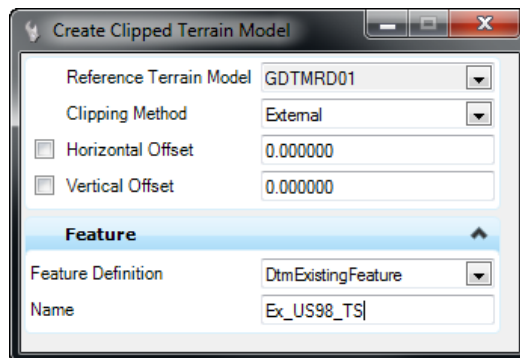 Create Clipped Terrain Model
Reference Terrain Model GDTMRD01
Clipping Method External
Horizontal Offset 0.000000
Vertical Offset 0.000000
Feature
Feature Definition DtmExistingFeature
Name Ex_US98_TS